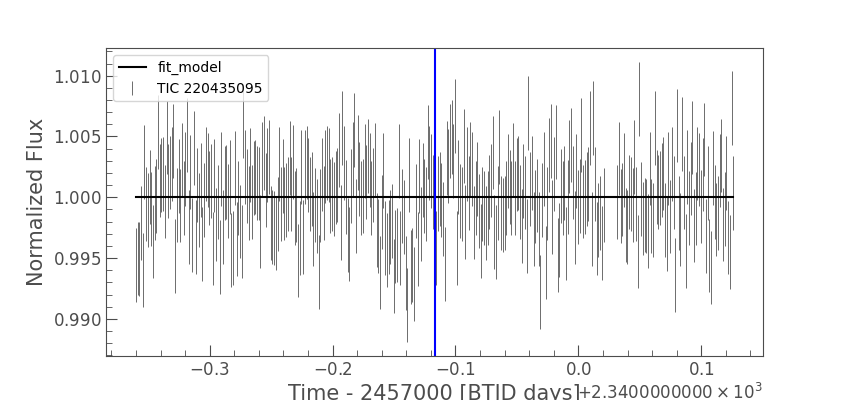 fit_model
TIC 220435095
Normalized Flux
1.010
1.005
1.000
0.995
0.990
−0.3
−0.2
−0.1
0.0
0.1
Time - 2457000 [BTJD days]
+2.3400000000 × 10³